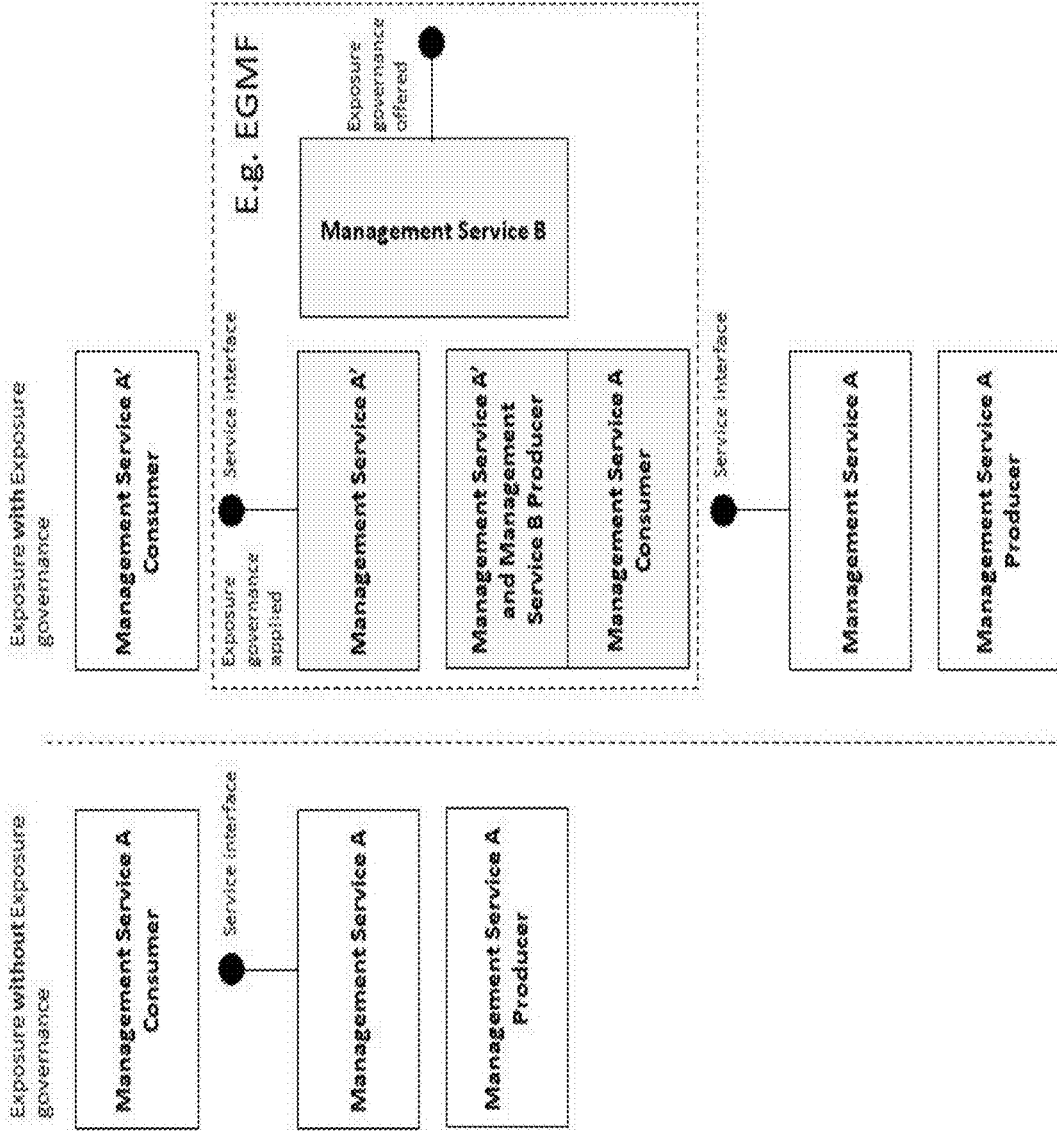 Exposure without Exposure
governance
Management Service A
Consumer
Service interface
Management Service A
Management Service A
Producer
Exposure with Exposure
governance
Management Service A'
Consumer
Exposure
governance
applied
Service interface
E.g. EGMF
Management Service A'
Management Service B
Exposure
governance
offered
Management Service A'
and Management
Service B Producer
Management Service A
Consumer
Service interface
Management Service A
Management Service A
Producer